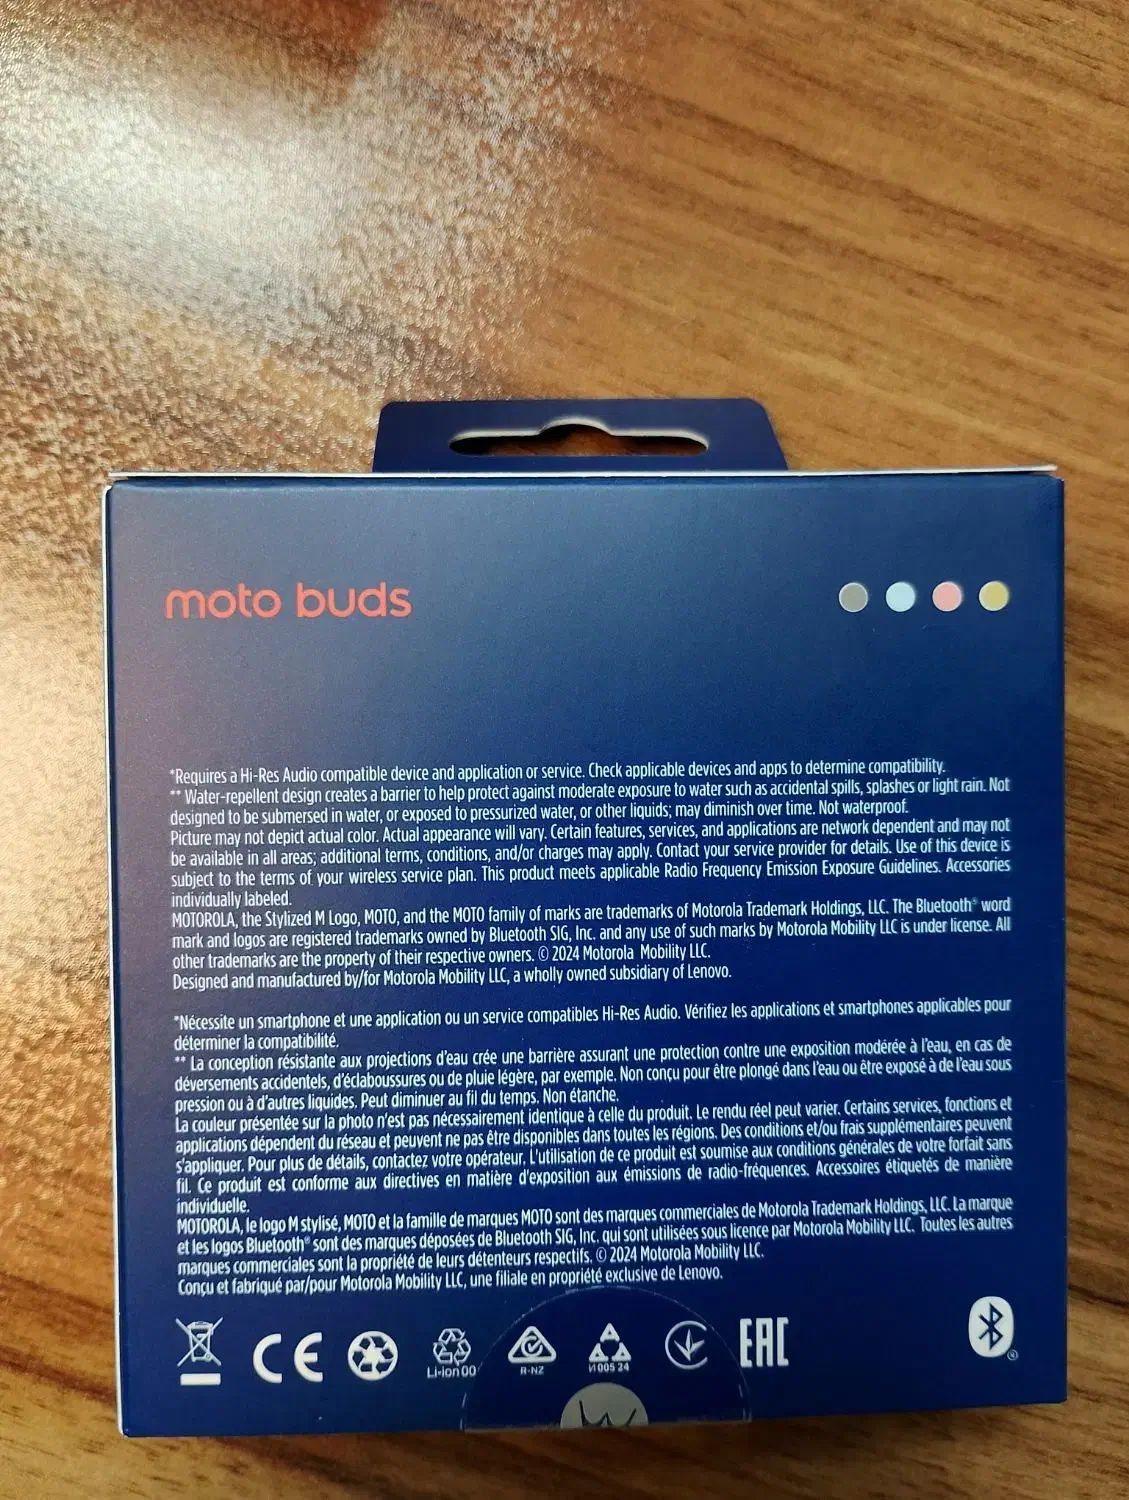 moto buds
*Requires a Hi-Res Audio compatible device and application or service. Check applicable devices and apps to determine compatibility.
** Water-repellent design creates a barrier to help protect against moderate exposure to water such as accidental spills, splashes or light rain. Not
designed to be submersed in water, or exposed to pressurized water, or other liquids; may diminish over time. Not waterproof.
Picture may not depict actual color. Actual appearance will vary. Certain features, services, and applications are network dependent and may not
be available in all areas; additional terms, conditions, and/or charges may apply. Contact your service provider for details. Use of this device is
subject to the terms of your wireless service plan. This product meets applicable Radio Frequency Emission Exposure Guidelines. Accessories
individually labeled.
MOTOROLA, the Stylized M Logo, MOTO, and the MOTO family of marks are trademarks of Motorola Trademark Holdings, LLC. The Bluetooth® word
mark and logos are registered trademarks owned by Bluetooth SIG, Inc. and any use of such marks by Motorola Mobility LLC is under license. All
other trademarks are the property of their respective owners. © 2024 Motorola Mobility LLC.
Designed and manufactured by/for Motorola Mobility LLC, a wholly owned subsidiary of Lenovo.
*Nécessite un smartphone et une application ou un service compatibles Hi-Res Audio. Vérifiez les applications et smartphones applicables pour
déterminer la compatibilité.
** La conception résistante aux projections d'eau crée une barrière assurant une protection contre une exposition modérée à l'eau, en cas de
déversements accidentels, d'éclaboussures ou de pluie légère, par exemple. Non conçu pour être plongé dans l'eau ou être exposé à de l'eau sous
pression ou à d'autres liquides. Peut diminuer au fil du temps. Non étanche.
La couleur présentée sur la photo n'est pas nécessairement identique à celle du produit. Le rendu réel peut varier. Certains services, fonctions et
applications dépendent du réseau et peuvent ne pas être disponibles dans toutes les régions. Des conditions et/ou frais supplémentaires peuvent
s'appliquer. Pour plus de détails, contactez votre opérateur. L'utilisation de ce produit est soumise aux conditions générales de votre forfait sans
fil. Ce produit est conforme aux directives en matière d'exposition aux émissions de radio-fréquences. Accessoires étiquetés de manière
individuelle.
MOTOROLA, le logo M stylisé, MOTO et la famille de marques MOTO sont des marques commerciales de Motorola Trademark Holdings, LLC. La marque
et les logos Bluetooth® sont des marques déposées de Bluetooth SIG, Inc. qui sont utilisées sous licence par Motorola Mobility LLC. Toutes les autres
marques commerciales sont la propriété de leurs détenteurs respectifs. © 2024 Motorola Mobility LLC.
Conçu et fabriqué par/pour Motorola Mobility LLC, une filiale en propriété exclusive de Lenovo.
CE Li-ion 00 R-NZ И005 24 EAC ®